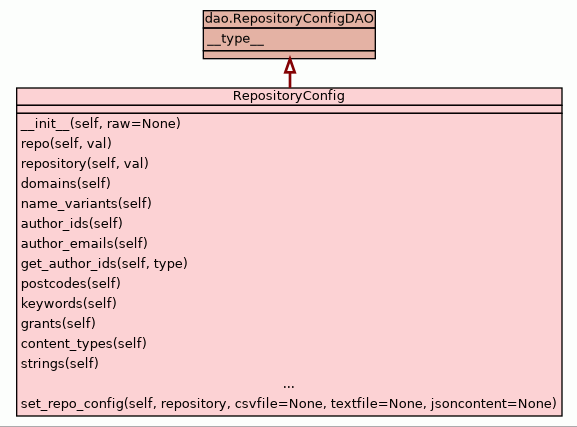 dao.RepositoryConfigDAO
__type__
RepositoryConfig
__init__(self, raw=None)
repo(self, val)
repository(self, val)
domains(self)
name_variants(self)
author_ids(self)
author_emails(self)
get_author_ids(self, type)
postcodes(self)
keywords(self)
grants(self)
content_types(self)
strings(self)
...
set_repo_config(self, repository, csvfile=None, textfile=None, jsoncontent=None)